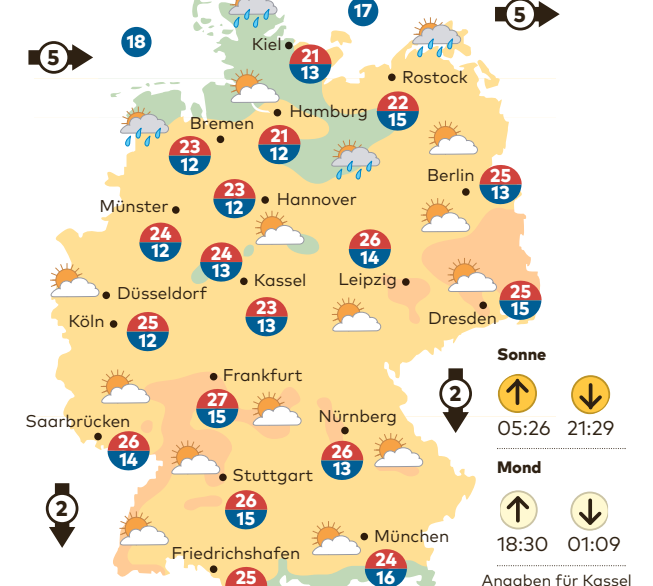 17
5
18
5
Kiel
21
13
Rostock
22
15
Hamburg
21
12
Bremen
23
12
Berlin
25
13
Hannover
23
12
Münster
24
12
26
14
24
13
Kassel
23
13
Leipzig
Düsseldorf
Köln
25
12
25
15
Dresden
Sonne
05:26 21:29
Frankfurt
27
15
2
Saarbrücken
26
14
Nürnberg
26
13
Mond
18:30 01:09
Stuttgart
26
15
2
München
24
16
Friedrichshafen
25
Angaben für Kassel